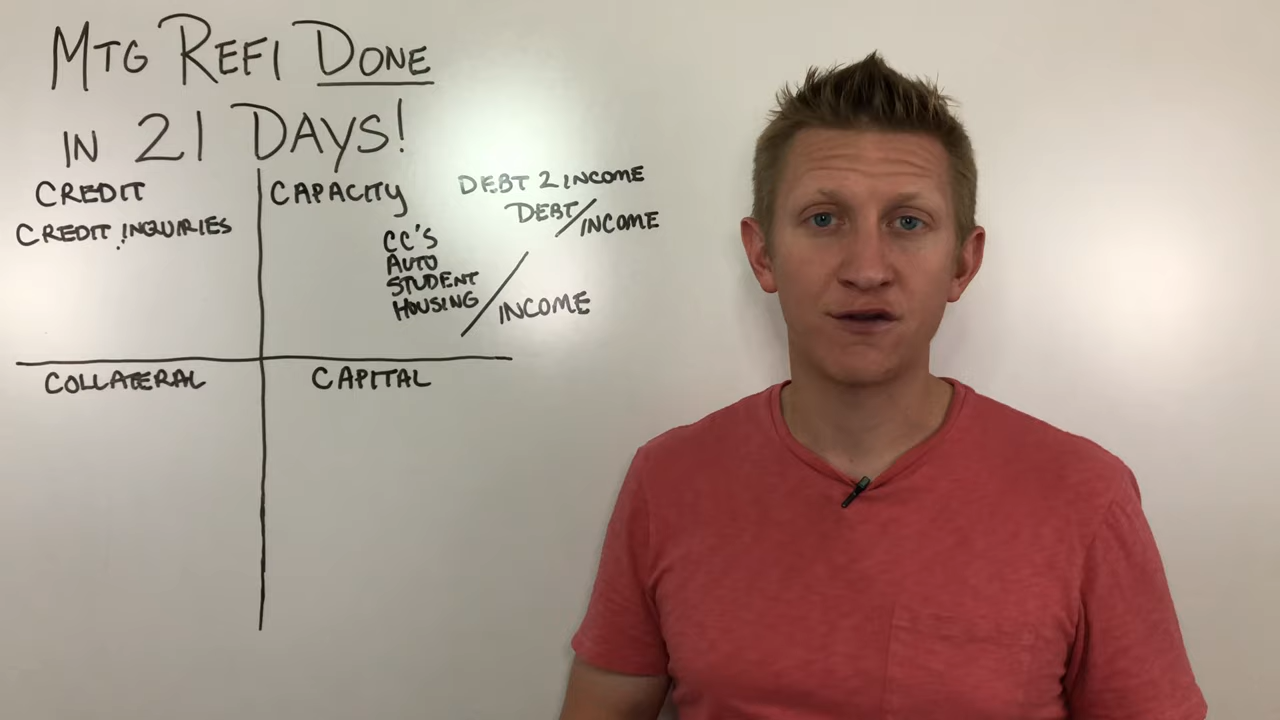 MTG REFI DONE
IN 21 DAYS!
CREDIT
CREDIT INQUIRIES
CAPACITY
DEBT 2 INCOME
DEBT/INCOME
CC'S
AUTO
STUDENT
HOUSING/INCOME
COLLATERAL
CAPITAL